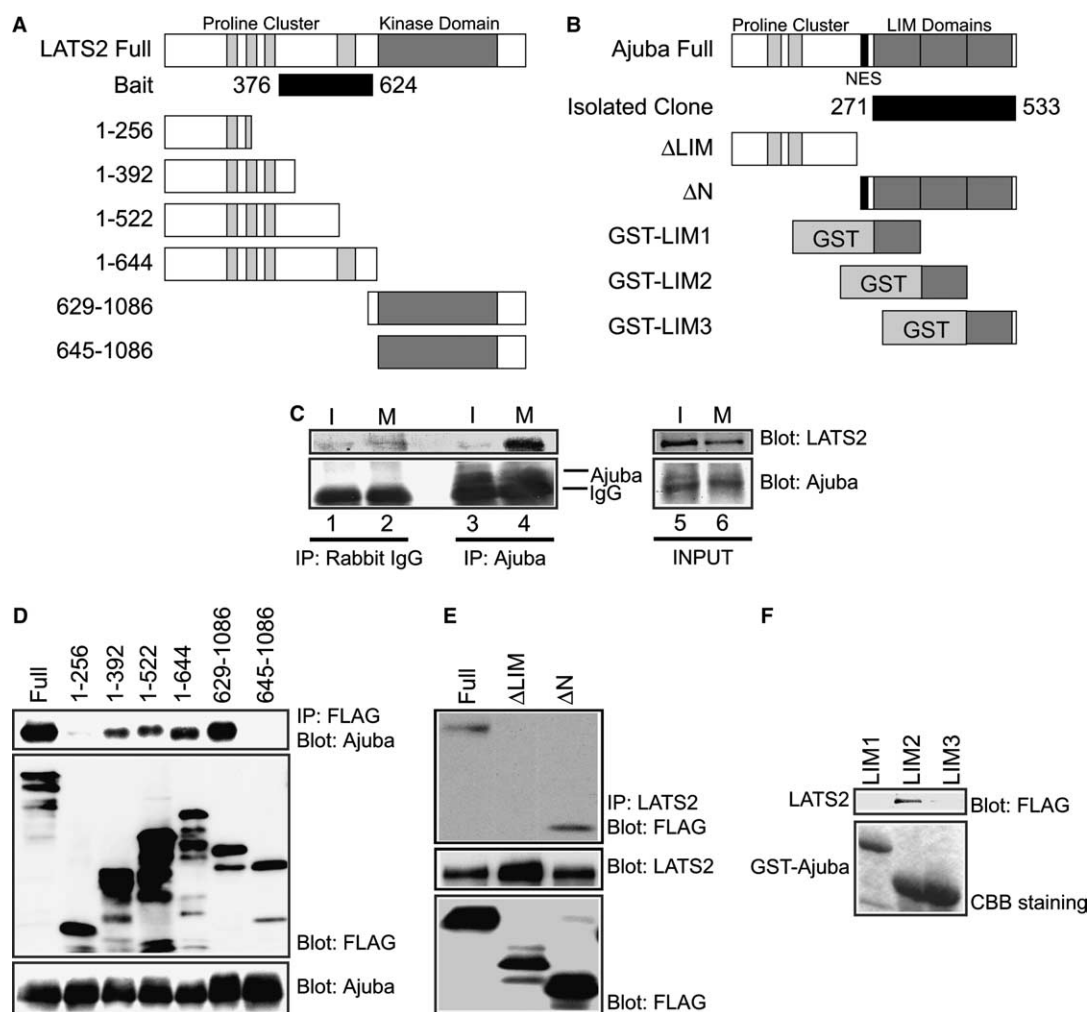 A
Proline Cluster Kinase Domain
LATS2 Full
Bait 376 624
1-256
1-392
1-522
1-644
629-1086
645-1086
B
Proline Cluster LIM Domains
Ajuba Full
NES
Isolated Clone 271 533
ΔLIM
ΔN
GST-LIM1 GST
GST-LIM2 GST
GST-LIM3 GST
C
I M I M I M
Blot: LATS2
Ajuba
IgG
Blot: Ajuba
1 2 3 4 5 6
IP: Rabbit IgG IP: Ajuba INPUT
D
Full 1-256 1-392 1-522 1-644 629-1086 645-1086
IP: FLAG
Blot: Ajuba
Blot: FLAG
Blot: Ajuba
E
Full ΔLIM ΔN
IP: LATS2
Blot: FLAG
Blot: LATS2
Blot: FLAG
F
LIM1 LIM2 LIM3
LATS2 Blot: FLAG
GST-Ajuba
CBB staining